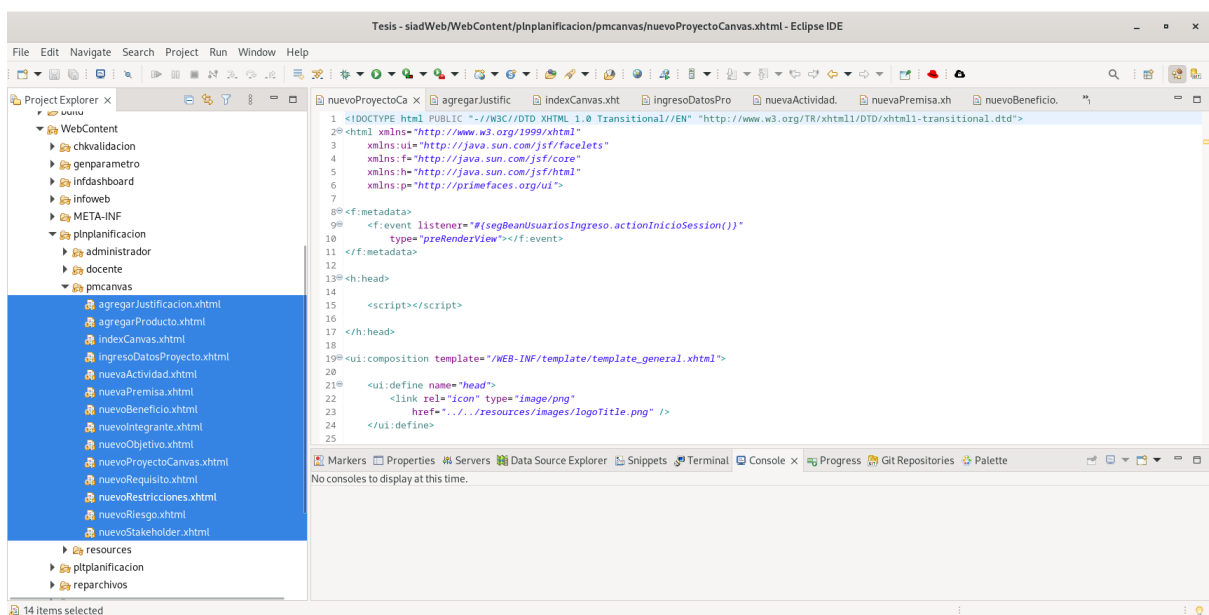 Tesis - siadWeb/WebContent/plnplanificacion/pmcanvas/nuevoProyectoCanvas.xhtml - Eclipse IDE
File Edit Navigate Search Project Run Window Help
Project Explorer
WebContent
chkvalidacion
genparametro
infdashboard
infoweb
META-INF
plnplanificacion
administrador
docente
pmcanvas
agregarJustificacion.xhtml
agregarProducto.xhtml
indexCanvas.xhtml
ingresoDatosProyecto.xhtml
nuevaActividad.xhtml
nuevaPremisa.xhtml
nuevoBeneficio.xhtml
nuevoIntegrante.xhtml
nuevoObjetivo.xhtml
nuevoProyectoCanvas.xhtml
nuevoRequisito.xhtml
nuevoRestricciones.xhtml
nuevoRiesgo.xhtml
nuevoStakeholder.xhtml
resources
pltplanificacion
reparchivos
14 items selected
nuevoProyectoCa agregarJustific indexCanvas.xht ingresoDatosPro nuevaActividad. nuevaPremisa.xh nuevoBeneficio.
1 <!DOCTYPE html PUBLIC "-//W3C//DTD XHTML 1.0 Transitional//EN" "http://www.w3.org/TR/xhtml1/DTD/xhtml1-transitional.dtd">
2 <html xmlns="http://www.w3.org/1999/xhtml"
3 xmlns:ui="http://java.sun.com/jsf/facelets"
4 xmlns:f="http://java.sun.com/jsf/core"
5 xmlns:h="http://java.sun.com/jsf/html"
6 xmlns:p="http://primefaces.org/ui">
7
8 <f:metadata>
9 <f:event listener="#{segBeanUsuariosIngreso.actionInicioSession()}"
10 type="preRenderView"></f:event>
11 </f:metadata>
12
13 <h:head>
14
15 <script></script>
16
17 </h:head>
18
19 <ui:composition template="/WEB-INF/template/template_general.xhtml">
20
21 <ui:define name="head">
22 <link rel="icon" type="image/png"
23 href="../../resources/images/logoTitle.png" />
24 </ui:define>
25
Markers Properties Servers Data Source Explorer Snippets Terminal Console Progress Git Repositories Palette
No consoles to display at this time.